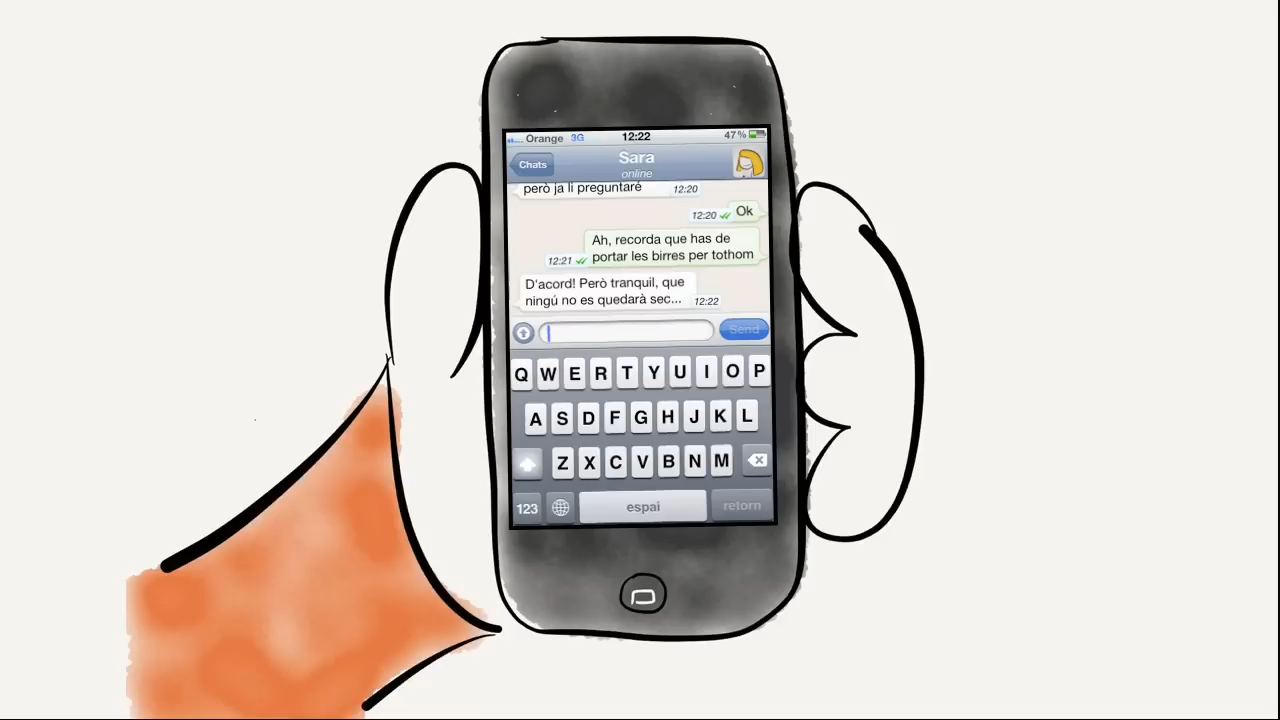 Orange 3G 12:22 47%
Chats Sara
online
però ja li preguntaré 12:20
12:20 Ok
Ah, recorda que has de
12:21 portar les birres per tothom
D'acord! Però tranquil, que
ningú no es quedarà sec... 12:22
Send
Q W E R T Y U I O P
A S D F G H J K L
Z X C V B N M
123 espai retorn